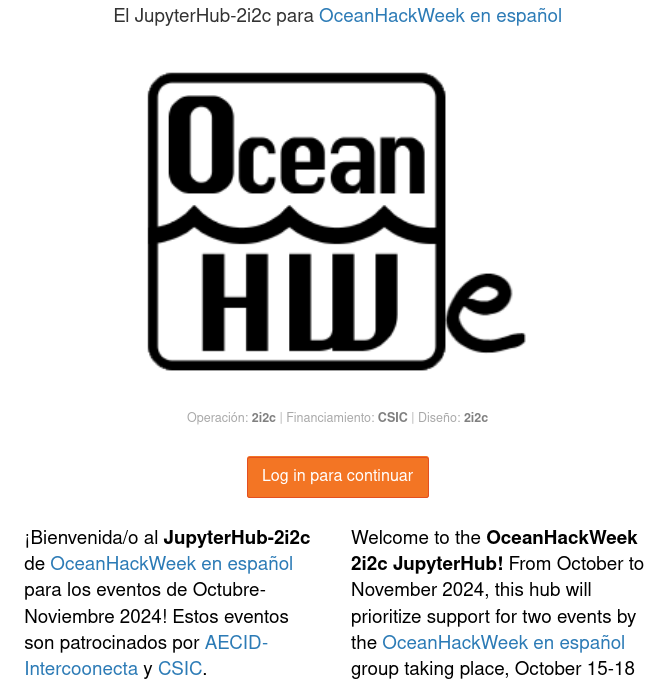 El JupyterHub-2i2c para OceanHackWeek en español
Ocean
HW
e
Operación: 2i2c | Financiamiento: CSIC | Diseño: 2i2c
Log in para continuar
¡Bienvenida/o al JupyterHub-2i2c
de OceanHackWeek en español
para los eventos de Octubre-
Noviembre 2024! Estos eventos
son patrocinados por AECID-
Intercoonecta y CSIC.
Welcome to the OceanHackWeek
2i2c JupyterHub! From October to
November 2024, this hub will
prioritize support for two events by
the OceanHackWeek en español
group taking place, October 15-18